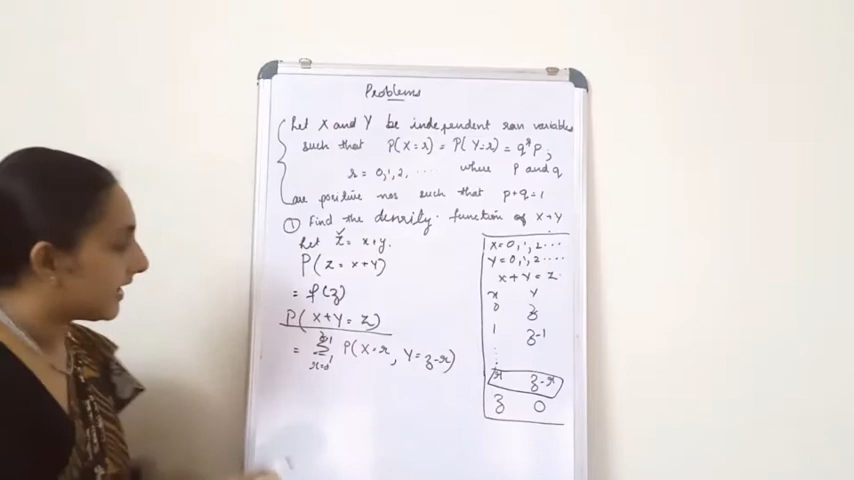 Problems
Let X and Y be independent ran variables
such that P(X=r) = P(Y=r) = q^r p ;
r = 0, 1, 2, .... where p and q
are positive nos such that p+q=1
① Find the density function of X+Y
Let Z = x+y.
P(Z = x+y)
= f(z)
P(X+Y = Z)
= Σ P(X=r, Y=z-r)
X=0, 1, 2 ...
Y=0, 1, 2 ....
X+Y = Z
X Y
0 z
1 z-1
r z-r
z 0